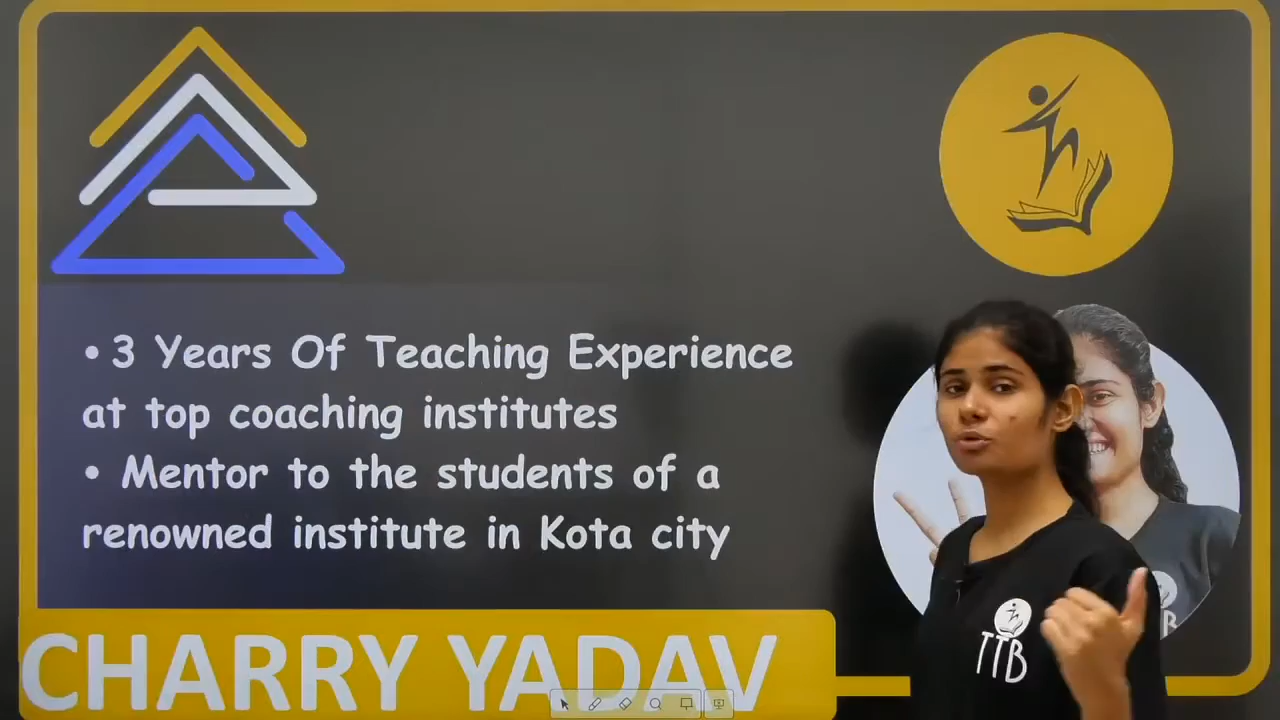 • 3 Years Of Teaching Experience
at top coaching institutes
• Mentor to the students of a
renowned institute in Kota city
CHARRY YADAV
TTB